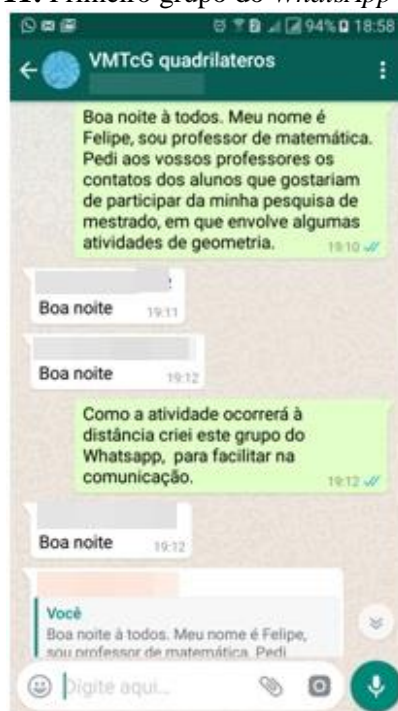 Primeiro grupo do WhatsApp
94% 18:58
VMTcG quadrilateros
Boa noite à todos. Meu nome é
Felipe, sou professor de matemática.
Pedi aos vossos professores os
contatos dos alunos que gostariam
de participar da minha pesquisa de
mestrado, em que envolve algumas
atividades de geometria.
19:10
Boa noite 19:11
Boa noite 19:12
Como a atividade ocorrerá à
distância criei este grupo do
Whatsapp, para facilitar na
comunicação.
19:12
Boa noite 19:12
Você
Boa noite à todos. Meu nome é Felipe,
sou professor de matemática. Pedi
Digite aqui...